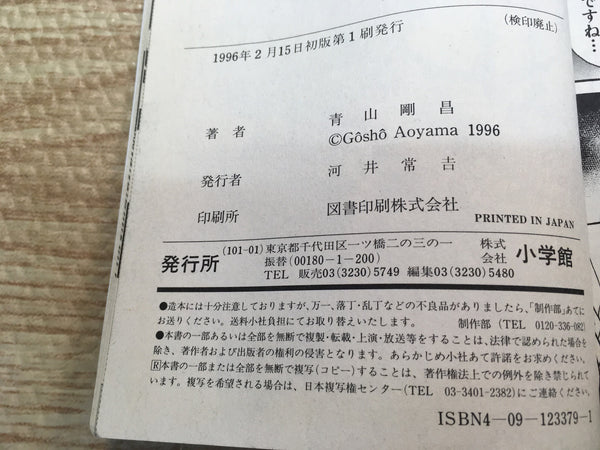 ですね…
1996年2月15日初版第1刷発行
(検印廃止)
著者 青山剛昌
©Gôshô Aoyama 1996
発行者 河井常吉
印刷所 図書印刷株式会社
PRINTED IN JAPAN
発行所 (101-01)東京都千代田区一ツ橋二の三の一 株式会社 小学館
振替(00180-1-200)
TEL 販売03(3230)5749 編集03(3230)5480
●造本には十分注意しておりますが、万一、落丁・乱丁などの不良品がありましたら、「制作部」あてに
お送りください。送料小社負担にてお取り替えいたします。 制作部(TEL 0120-336-082)
●本書の一部あるいは全部を無断で複製・転載・上演・放送等をすることは、法律で認められた場合を
除き、著作者および出版者の権利の侵害となります。あらかじめ小社あて許諾をお求めください。
Ⓡ本書の一部または全部を無断で複写(コピー)することは、著作権法上での例外を除き禁じられて
います。複写を希望される場合は、日本複写権センター(TEL 03-3401-2382)にご連絡ください。
ISBN4-09-123379-1